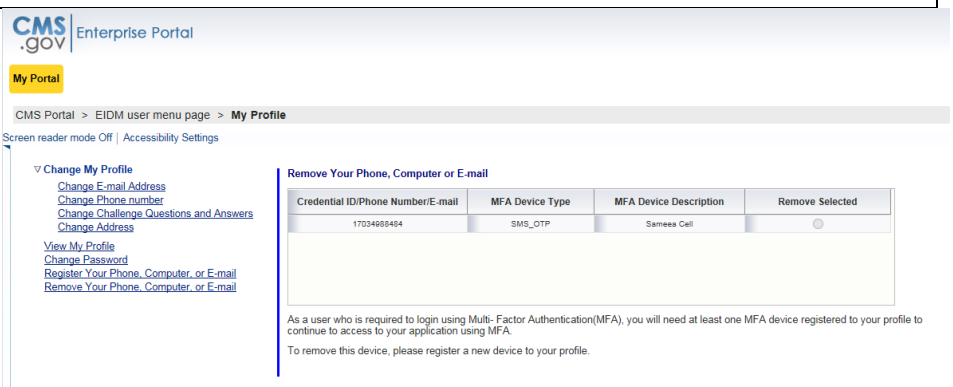 CMS
.gov
Enterprise Portal
My Portal
CMS Portal > EIDM user menu page > My Profile
Screen reader mode Off | Accessibility Settings
Change My Profile
Change E-mail Address
Change Phone number
Change Challenge Questions and Answers
Change Address
View My Profile
Change Password
Register Your Phone, Computer, or E-mail
Remove Your Phone, Computer, or E-mail
Remove Your Phone, Computer or E-mail
Credential ID/Phone Number/E-mail MFA Device Type MFA Device Description Remove Selected
17034988484 SMS_OTP Sameea Cell
As a user who is required to login using Multi- Factor Authentication(MFA), you will need at least one MFA device registered to your profile to
continue to access to your application using MFA.
To remove this device, please register a new device to your profile.